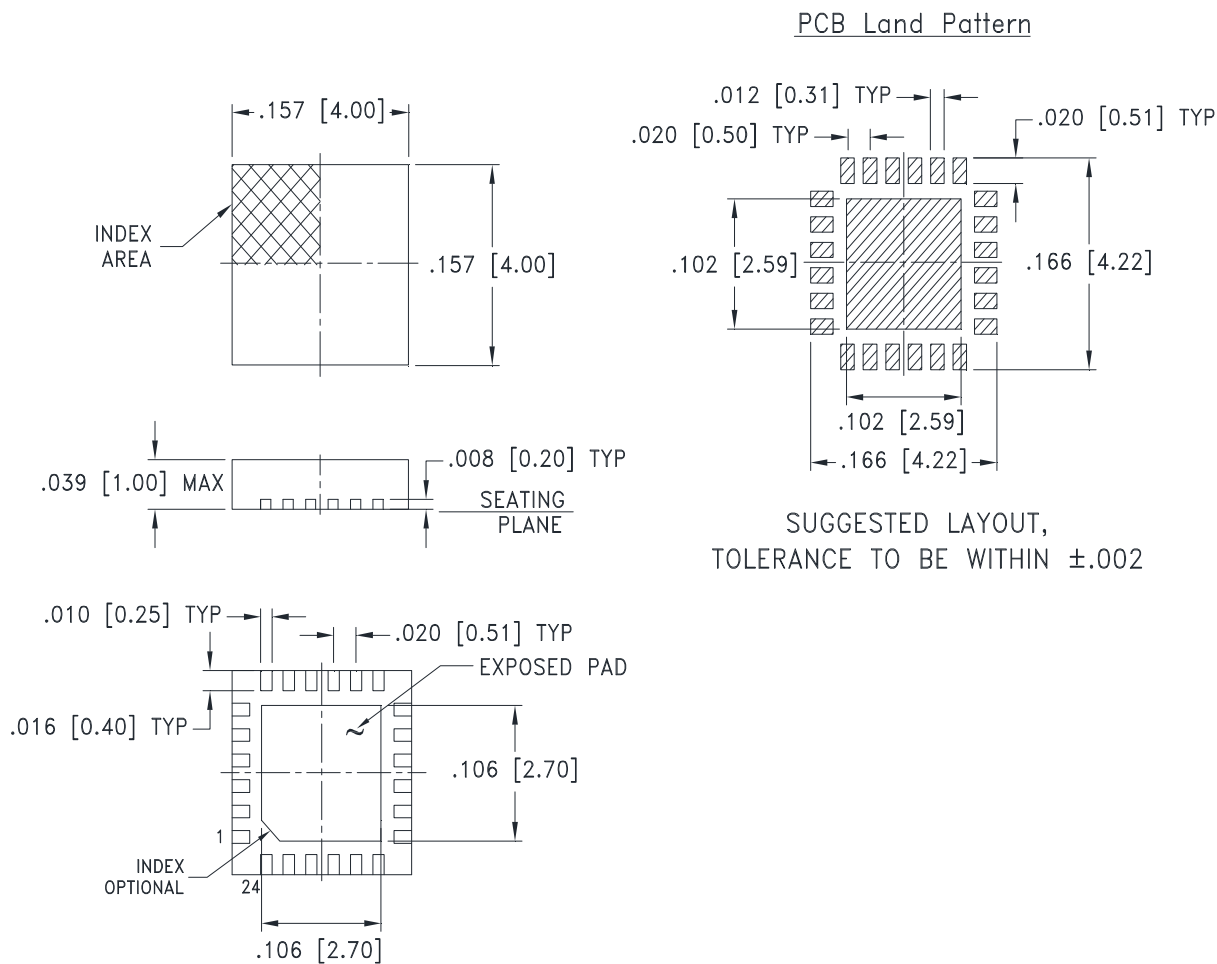 PCB Land Pattern
.157 [4.00]
INDEX
AREA
.157 [4.00]
.012 [0.31] TYP
.020 [0.50] TYP
.020 [0.51] TYP
.102 [2.59]
.166 [4.22]
.102 [2.59]
.166 [4.22]
SUGGESTED LAYOUT,
TOLERANCE TO BE WITHIN ±.002
.039 [1.00] MAX
.008 [0.20] TYP
SEATING
PLANE
.010 [0.25] TYP
.020 [0.51] TYP
EXPOSED PAD
.016 [0.40] TYP
.106 [2.70]
1
INDEX
OPTIONAL
24
.106 [2.70]